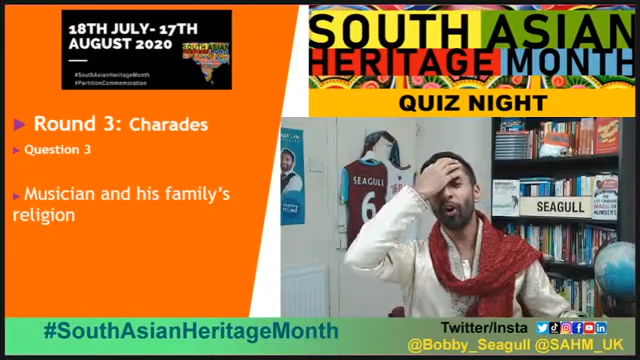 18TH JULY- 17TH
AUGUST 2020
#SouthAsianHeritageMonth
#PartitionCommemoration
SOUTH ASIAN
HERITAGE MONTH
QUIZ NIGHT
Round 3: Charades
Question 3
Musician and his family's
religion
SEAGULL
6
SEAGULL
#SouthAsianHeritageMonth
Twitter/Insta
@Bobby_Seagull @SAHM_UK